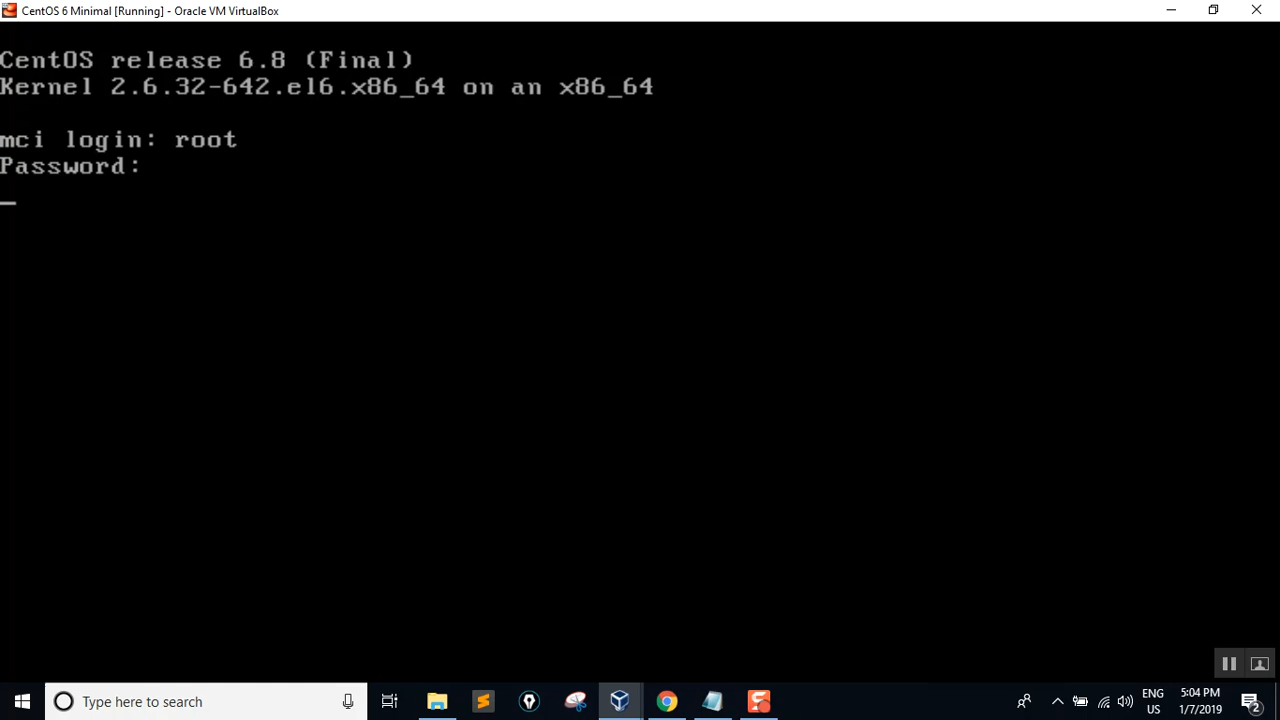 CentOS 6 Minimal [Running] - Oracle VM VirtualBox
CentOS release 6.8 (Final)
Kernel 2.6.32-642.el6.x86_64 on an x86_64
mci login: root
Password:
Type here to search
ENG
US
5:04 PM
1/7/2019
2